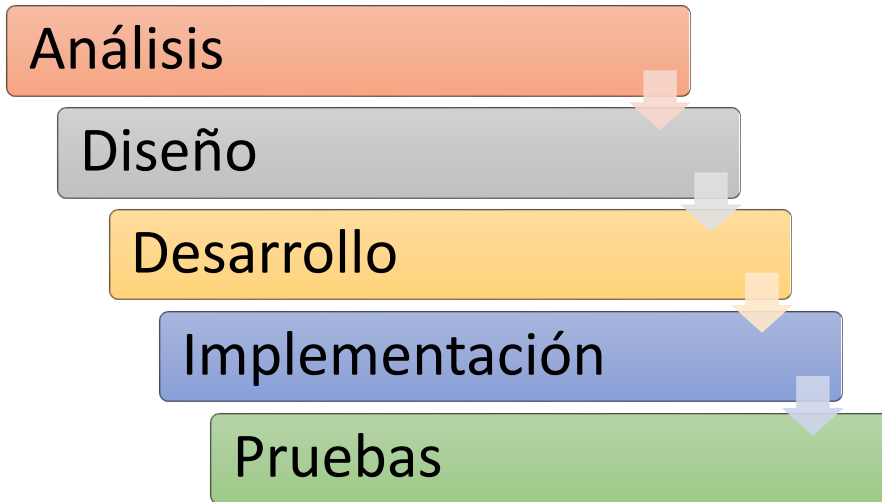 Análisis
Diseño
Desarrollo
Implementación
Pruebas